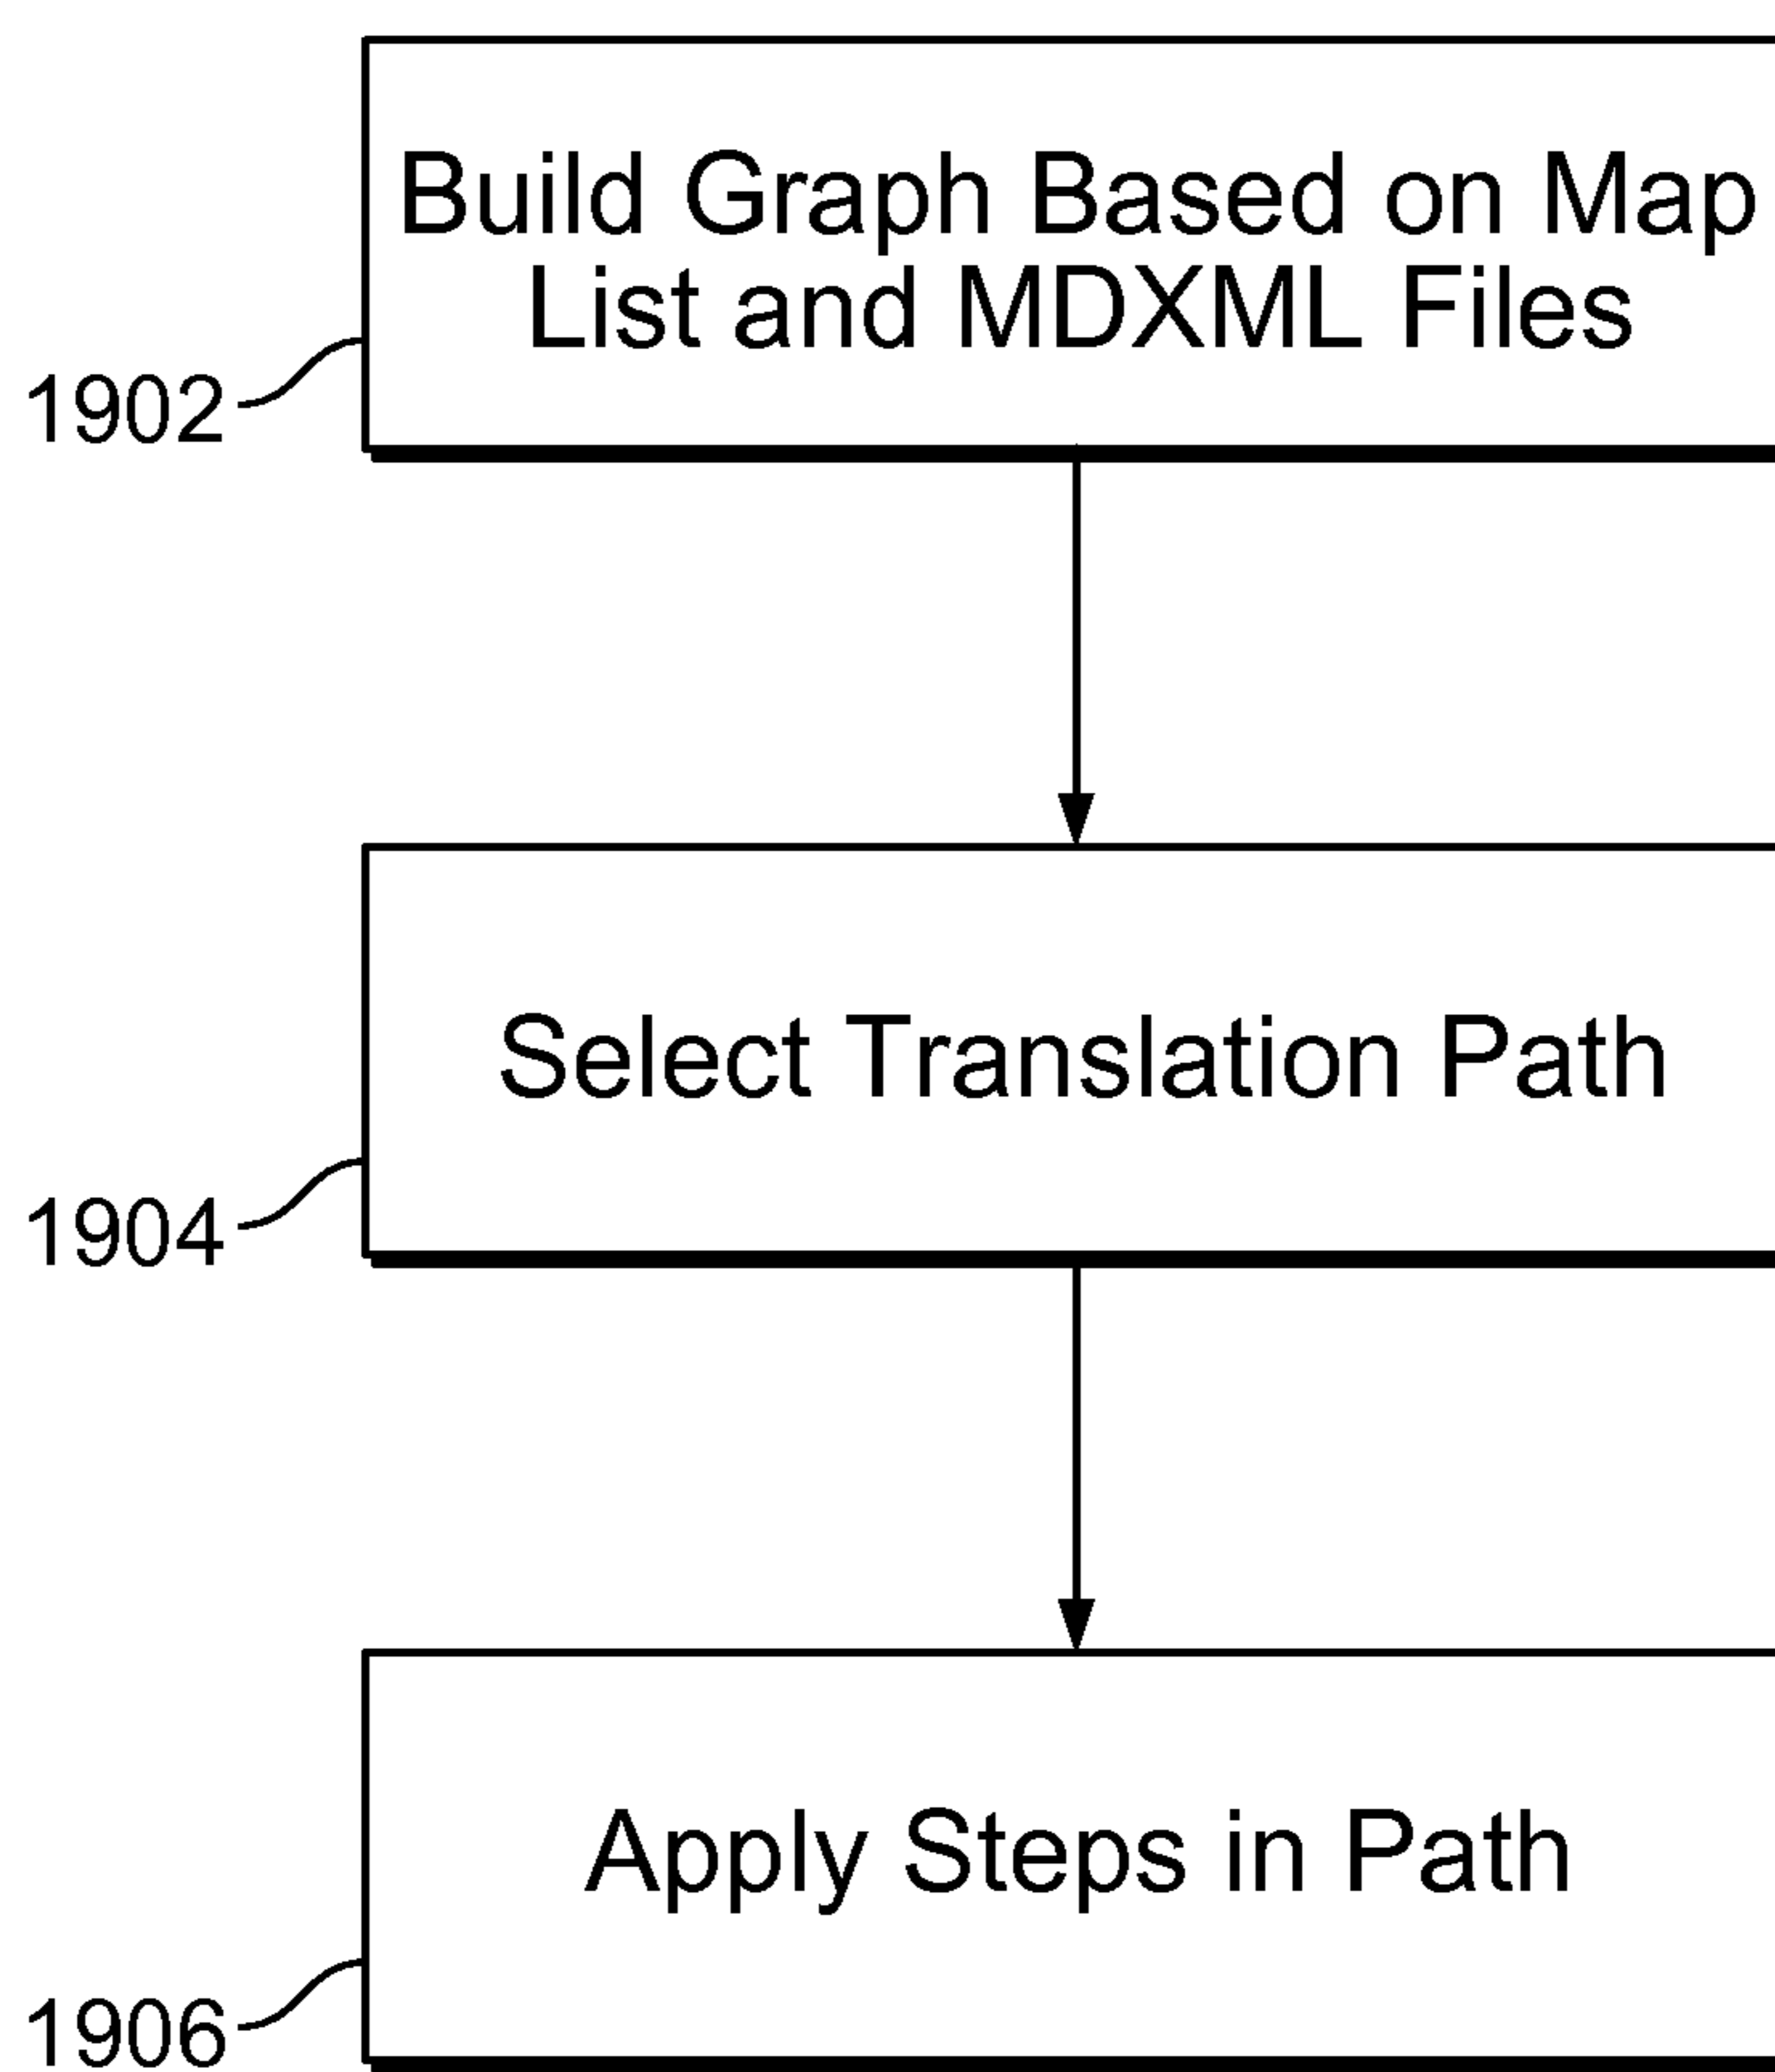 Build Graph Based on Map
List and MDXML Files
1902
Select Translation Path
1904
Apply Steps in Path
1906